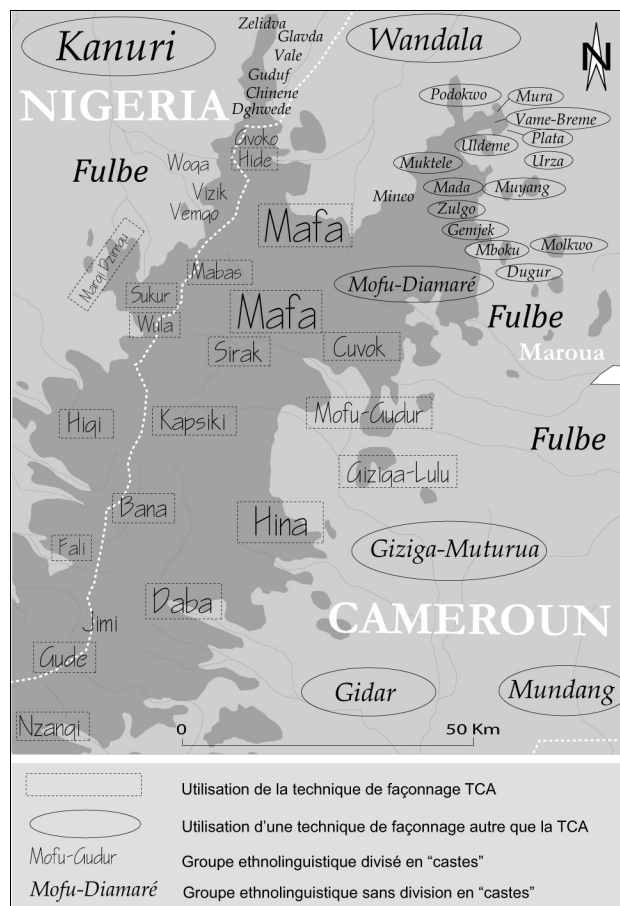 Zelidva
Glavda
Kanuri
Vale
Wandala
N
Guduf
Chinene
Podokwo
Mura
NIGERIA
Dghwede
Vame-Breme
Gvoko
Uldeme
Plata
Fulbe
Woga
Hide
Muktele
Urza
Vizik
Mineo
Mada
Muyang
Vemgo
Zulgo
Mafa
Gemjek
Marqi Dzirnqi
Mboku
Molkwo
Mabas
Dugur
Sukur
Mofu-Diamaré
Wula
Mafa
Fulbe
Sirak
Cuvok
Maroua
Higi
Kapsiki
Mofu-Gudur
Fulbe
Giziga-Lulu
Bana
Hina
Fali
Giziga-Muturua
Daba
Jimi
CAMEROUN
Gude
Gidar
Mundang
Nzanqi
0 50 Km
Utilisation de la technique de façonnage TCA
Utilisation d'une technique de façonnage autre que la TCA
Mofu-Gudur Groupe ethnolinguistique divisé en "castes"
Mofu-Diamaré Groupe ethnolinguistique sans division en "castes"